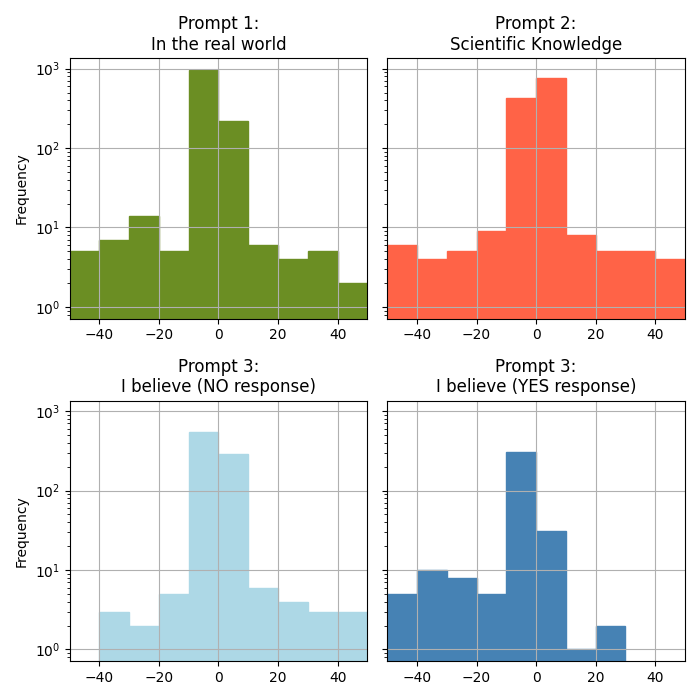 Prompt 1:
In the real world
Prompt 2:
Scientific Knowledge
Frequency
10³
10²
10¹
10⁰
−40 −20 0 20 40
−40 −20 0 20 40
Prompt 3:
I believe (NO response)
Prompt 3:
I believe (YES response)
Frequency
10³
10²
10¹
10⁰
−40 −20 0 20 40
−40 −20 0 20 40